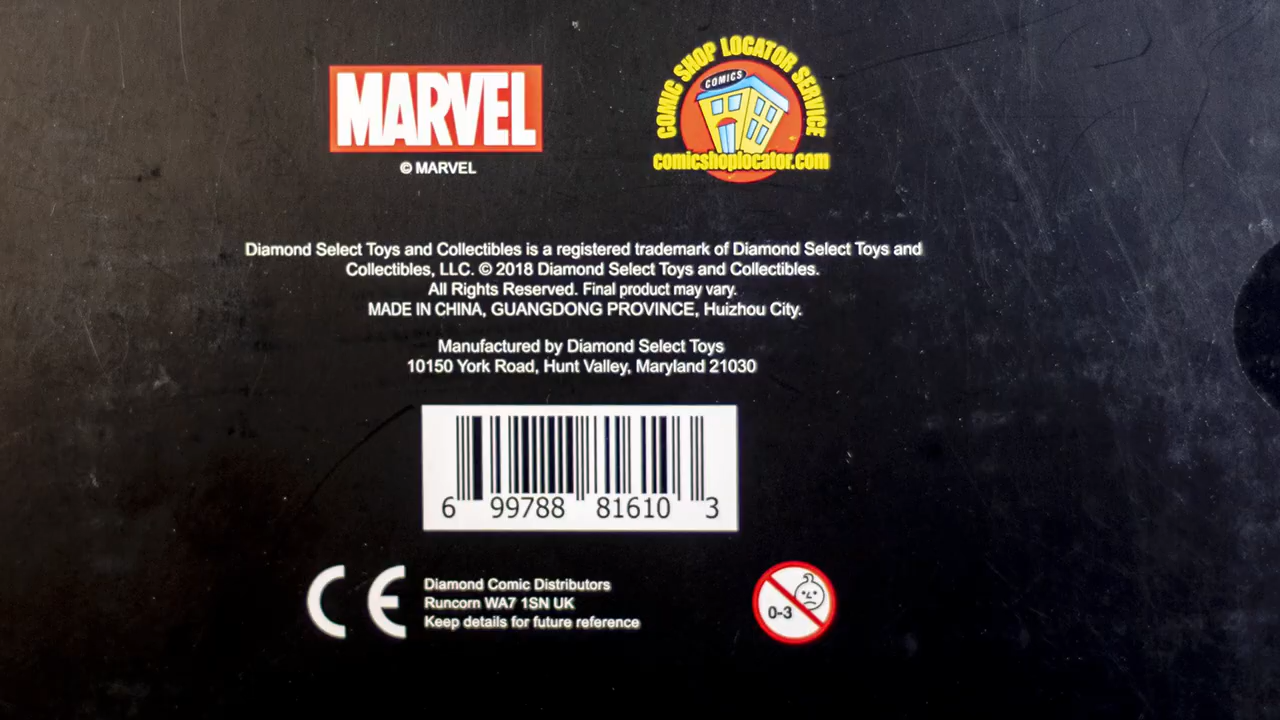 MARVEL
© MARVEL
COMIC SHOP LOCATOR SERVICE
COMICS
comicshoplocator.com
Diamond Select Toys and Collectibles is a registered trademark of Diamond Select Toys and
Collectibles, LLC. © 2018 Diamond Select Toys and Collectibles.
All Rights Reserved. Final product may vary.
MADE IN CHINA, GUANGDONG PROVINCE, Huizhou City.
Manufactured by Diamond Select Toys
10150 York Road, Hunt Valley, Maryland 21030
6 99788 81610 3
CE
Diamond Comic Distributors
Runcorn WA7 1SN UK
Keep details for future reference
0-3